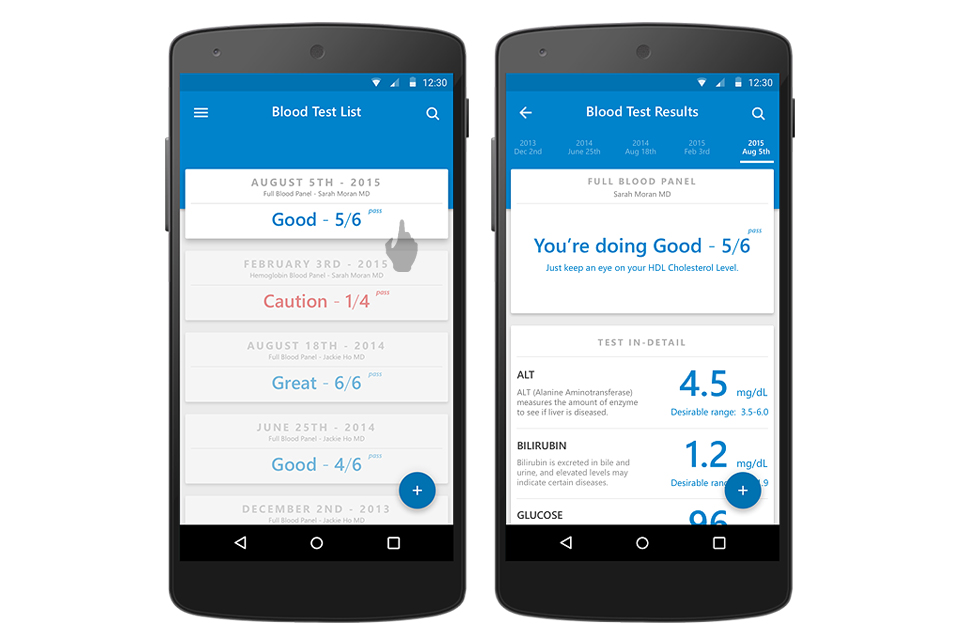 12:30
Blood Test List
AUGUST 5TH - 2015
Full Blood Panel - Sarah Moran MD
Good - 5/6 pass
FEBRUARY 3RD - 2015
Hemoglobin Blood Panel - Sarah Moran MD
Caution - 1/4 pass
AUGUST 18TH - 2014
Full Blood Panel - Jackie Ho MD
Great - 6/6 pass
JUNE 25TH - 2014
Full Blood Panel - Jackie Ho MD
Good - 4/6 pass
+
DECEMBER 2ND - 2013
Full Blood Panel - Jackie Ho MD
12:30
Blood Test Results
2013 2014 2014 2015 2015
Dec 2nd June 25th Aug 18th Feb 3rd Aug 5th
FULL BLOOD PANEL
Sarah Moran MD
pass
You're doing Good - 5/6
Just keep an eye on your HDL Cholesterol Level.
TEST IN-DETAIL
ALT
4.5 mg/dL
ALT (Alanine Aminotransferase)
measures the amount of enzyme
to see if liver is diseased.
Desirable range: 3.5-6.0
BILIRUBIN
1.2 mg/dL
Bilirubin is excreted in bile and
urine, and elevated levels may
indicate certain diseases.
Desirable
+
GLUCOSE
96